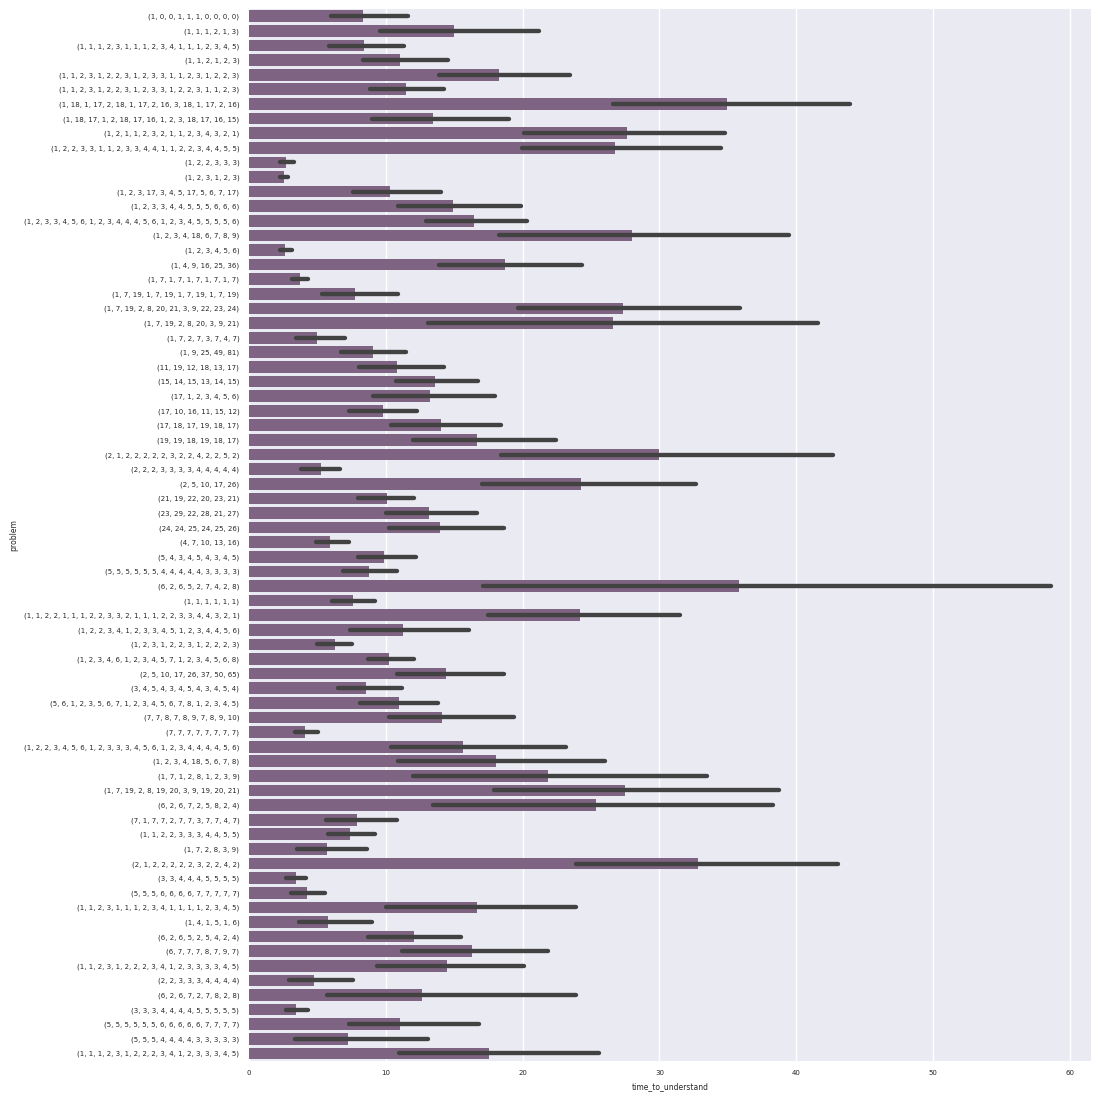 (1, 0, 0, 1, 1, 1, 0, 0, 0, 0)
(1, 1, 1, 2, 1, 3)
(1, 1, 1, 2, 3, 1, 1, 1, 2, 3, 4, 1, 1, 1, 2, 3, 4, 5)
(1, 1, 2, 1, 2, 3)
(1, 1, 2, 3, 1, 2, 2, 3, 1, 2, 3, 3, 1, 1, 2, 3, 1, 2, 2, 3)
(1, 1, 2, 3, 1, 2, 2, 3, 1, 2, 3, 3, 1, 2, 2, 3, 1, 1, 2, 3)
(1, 18, 1, 17, 2, 18, 1, 17, 2, 16, 3, 18, 1, 17, 2, 16)
(1, 18, 17, 1, 2, 18, 17, 16, 1, 2, 3, 18, 17, 16, 15)
(1, 2, 1, 1, 2, 3, 2, 1, 1, 2, 3, 4, 3, 2, 1)
(1, 2, 2, 3, 3, 1, 1, 2, 3, 3, 4, 4, 1, 1, 2, 2, 3, 4, 4, 5, 5)
(1, 2, 2, 3, 3, 3)
(1, 2, 3, 1, 2, 3)
(1, 2, 3, 17, 3, 4, 5, 17, 5, 6, 7, 17)
(1, 2, 3, 3, 4, 4, 5, 5, 5, 6, 6, 6)
(1, 2, 3, 3, 4, 5, 6, 1, 2, 3, 4, 4, 4, 5, 6, 1, 2, 3, 4, 5, 5, 5, 5, 6)
(1, 2, 3, 4, 18, 6, 7, 8, 9)
(1, 2, 3, 4, 5, 6)
(1, 4, 9, 16, 25, 36)
(1, 7, 1, 7, 1, 7, 1, 7, 1, 7)
(1, 7, 19, 1, 7, 19, 1, 7, 19, 1, 7, 19)
(1, 7, 19, 2, 8, 20, 21, 3, 9, 22, 23, 24)
(1, 7, 19, 2, 8, 20, 3, 9, 21)
(1, 7, 2, 7, 3, 7, 4, 7)
(1, 9, 25, 49, 81)
(11, 19, 12, 18, 13, 17)
(15, 14, 15, 13, 14, 15)
(17, 1, 2, 3, 4, 5, 6)
(17, 10, 16, 11, 15, 12)
(17, 18, 17, 19, 18, 17)
(19, 19, 18, 19, 18, 17)
(2, 1, 2, 2, 2, 2, 2, 3, 2, 2, 4, 2, 2, 5, 2)
(2, 2, 2, 3, 3, 3, 3, 4, 4, 4, 4, 4)
(2, 5, 10, 17, 26)
(21, 19, 22, 20, 23, 21)
(23, 29, 22, 28, 21, 27)
(24, 24, 25, 24, 25, 26)
(4, 7, 10, 13, 16)
(5, 4, 3, 4, 5, 4, 3, 4, 5)
(5, 5, 5, 5, 5, 5, 4, 4, 4, 4, 4, 3, 3, 3, 3)
(6, 2, 6, 5, 2, 7, 4, 2, 8)
(1, 1, 1, 1, 1, 1)
(1, 1, 2, 2, 1, 1, 1, 2, 2, 3, 3, 2, 1, 1, 1, 2, 2, 3, 3, 4, 4, 3, 2, 1)
(1, 2, 2, 3, 4, 1, 2, 3, 3, 4, 5, 1, 2, 3, 4, 4, 5, 6)
(1, 2, 3, 1, 2, 2, 3, 1, 2, 2, 2, 3)
(1, 2, 3, 4, 6, 1, 2, 3, 4, 5, 7, 1, 2, 3, 4, 5, 6, 8)
(2, 5, 10, 17, 26, 37, 50, 65)
(3, 4, 5, 4, 3, 4, 5, 4, 3, 4, 5, 4)
(5, 6, 1, 2, 3, 5, 6, 7, 1, 2, 3, 4, 5, 6, 7, 8, 1, 2, 3, 4, 5)
(7, 7, 8, 7, 8, 9, 7, 8, 9, 10)
(7, 7, 7, 7, 7, 7, 7, 7)
(1, 2, 2, 3, 4, 5, 6, 1, 2, 3, 3, 3, 4, 5, 6, 1, 2, 3, 4, 4, 4, 4, 5, 6)
(1, 2, 3, 4, 18, 5, 6, 7, 8)
(1, 7, 1, 2, 8, 1, 2, 3, 9)
(1, 7, 19, 2, 8, 19, 20, 3, 9, 19, 20, 21)
(6, 2, 6, 7, 2, 5, 8, 2, 4)
(7, 1, 7, 7, 2, 7, 7, 3, 7, 7, 4, 7)
(1, 1, 2, 2, 3, 3, 3, 4, 4, 5, 5)
(1, 7, 2, 8, 3, 9)
(2, 1, 2, 2, 2, 2, 2, 3, 2, 2, 4, 2)
(3, 3, 4, 4, 4, 5, 5, 5, 5)
(5, 5, 5, 6, 6, 6, 6, 7, 7, 7, 7, 7)
(1, 1, 2, 3, 1, 1, 1, 2, 3, 4, 1, 1, 1, 1, 2, 3, 4, 5)
(1, 4, 1, 5, 1, 6)
(6, 2, 6, 5, 2, 5, 4, 2, 4)
(6, 7, 7, 7, 8, 7, 9, 7)
(1, 1, 2, 3, 1, 2, 2, 2, 3, 4, 1, 2, 3, 3, 3, 3, 4, 5)
(2, 2, 3, 3, 3, 4, 4, 4, 4)
(6, 2, 6, 7, 2, 7, 8, 2, 8)
(3, 3, 3, 4, 4, 4, 4, 5, 5, 5, 5, 5)
(5, 5, 5, 5, 5, 5, 6, 6, 6, 6, 6, 7, 7, 7, 7)
(5, 5, 5, 4, 4, 4, 4, 3, 3, 3, 3, 3)
(1, 1, 1, 2, 3, 1, 2, 2, 2, 3, 4, 1, 2, 3, 3, 3, 4, 5)
problem
0 10 20 30 40 50 60
time_to_understand